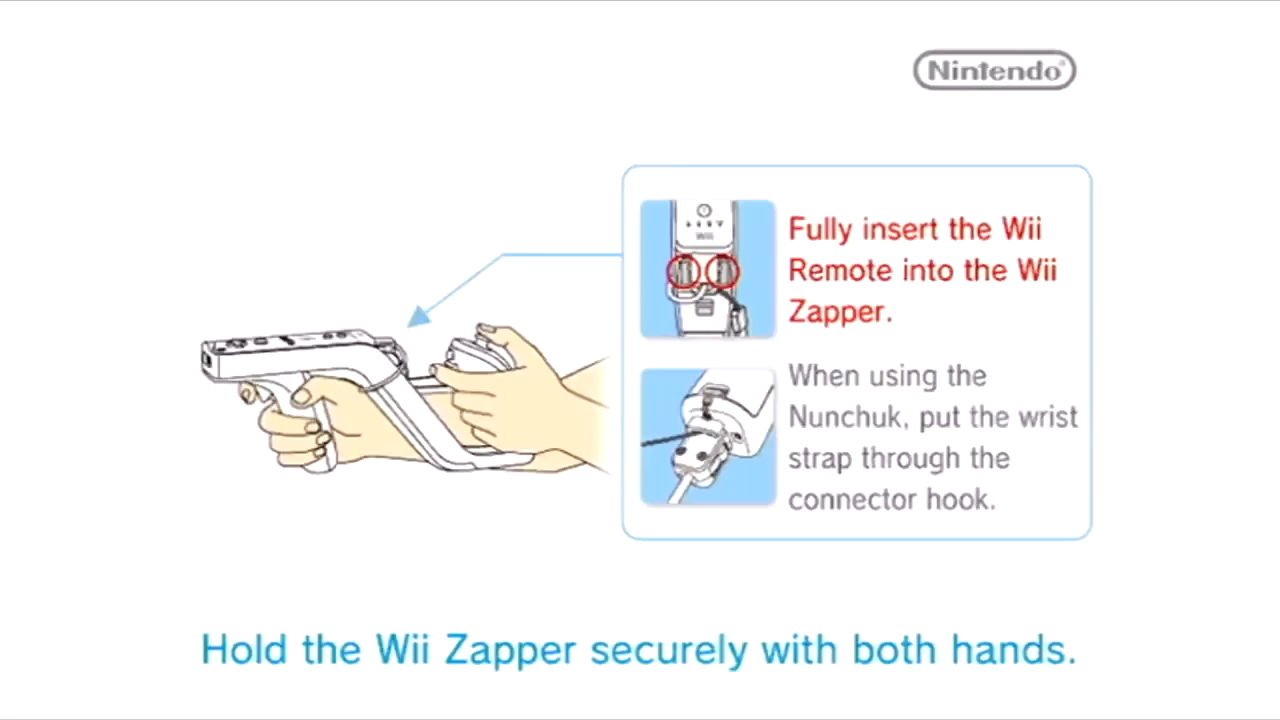 Nintendo®
Wii
Fully insert the Wii
Remote into the Wii
Zapper.
When using the
Nunchuk, put the wrist
strap through the
connector hook.
Hold the Wii Zapper securely with both hands.